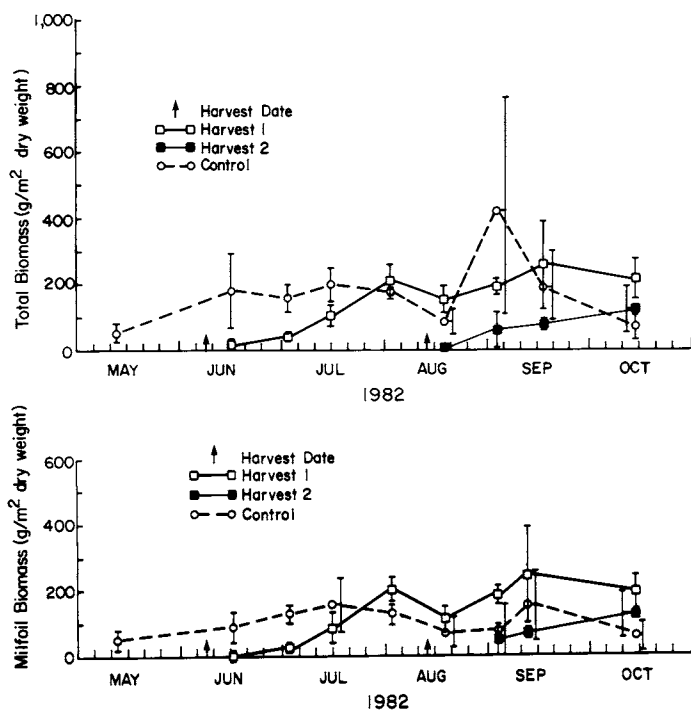 1,000
800
600
400
200
0
Total Biomass (g/m² dry weight)
Harvest Date
Harvest 1
Harvest 2
Control
MAY JUN JUL AUG SEP OCT
1982
600
400
200
0
Milfoil Biomass (g/m² dry weight)
Harvest Date
Harvest 1
Harvest 2
Control
MAY JUN JUL AUG SEP OCT
1982